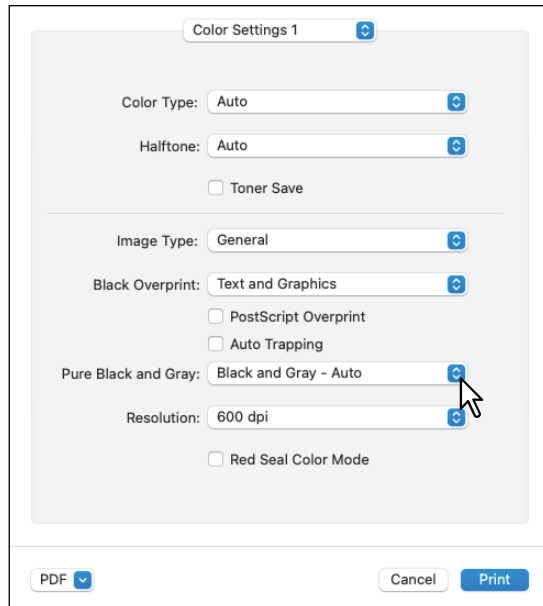 Color Settings 1
Color Type: Auto
Halftone: Auto
Toner Save
Image Type: General
Black Overprint: Text and Graphics
PostScript Overprint
Auto Trapping
Pure Black and Gray: Black and Gray - Auto
Resolution: 600 dpi
Red Seal Color Mode
PDF Cancel Print